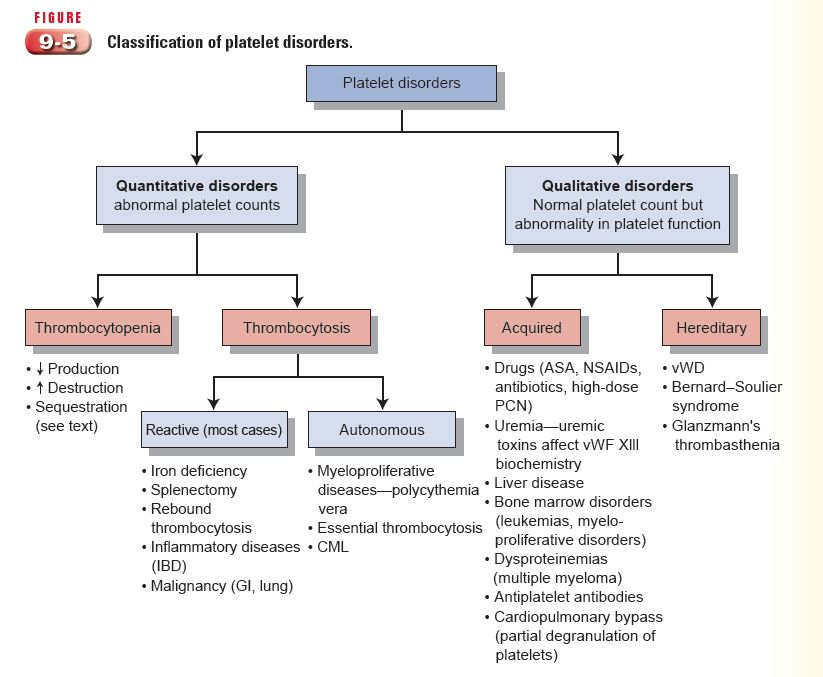 FIGURE
9-5 Classification of platelet disorders.
Platelet disorders
Quantitative disorders
abnormal platelet counts
Qualitative disorders
Normal platelet count but
abnormality in platelet function
Thrombocytopenia
• ↓ Production
• ↑ Destruction
• Sequestration
(see text)
Thrombocytosis
Reactive (most cases)
• Iron deficiency
• Splenectomy
• Rebound
thrombocytosis
• Inflammatory diseases
(IBD)
• Malignancy (GI, lung)
Autonomous
• Myeloproliferative
diseases—polycythemia
vera
• Essential thrombocytosis
• CML
Acquired
• Drugs (ASA, NSAIDs,
antibiotics, high-dose
PCN)
• Uremia—uremic
toxins affect vWF XIII
biochemistry
• Liver disease
• Bone marrow disorders
(leukemias, myelo-
proliferative disorders)
• Dysproteinemias
(multiple myeloma)
• Antiplatelet antibodies
• Cardiopulmonary bypass
(partial degranulation of
platelets)
Hereditary
• vWD
• Bernard–Soulier
syndrome
• Glanzmann's
thrombasthenia